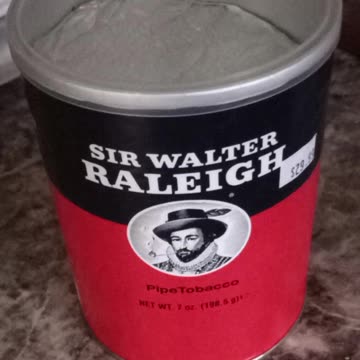 SIR WALTER
RALEIGH
PipeTobacco
NET WT. 7 oz. (198.5 g)